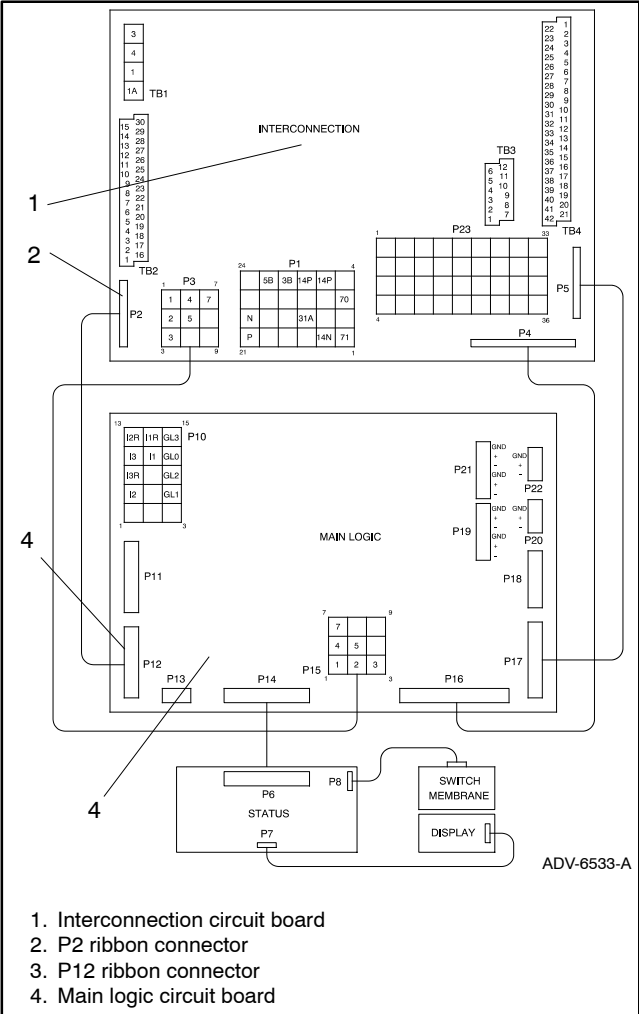 3
4
1
1A TB1
INTERCONNECTION
15 30
14 29
13 28
12 27
11 26
10 25
9 24
8 23
7 22
6 21
5 20
4 19
3 18
2 17
1 16
TB2
22 1
23 2
24 3
25 4
26 5
27 6
28 7
29 8
30 9
31 10
32 11
33 12
34 13
35 14
36 15
37 16
38 17
39 18
40 19
41 20
42 21
TB4
TB3
6 12
5 11
4 10
3 9
2 8
1 7
1
2
P2
P3
1 7
1 4 7
2 5
3
3 9
P1
24 4
5B 3B 14P 14P
70
N 31A
P 14N 71
21 1
P23
1 33
4 36
P5
P4
13 15
I2R I1R GL3 P10
I3 I1 GL0
I3R GL2
I2 GL1
1 3
P21
GND
+
-
GND
+
-
GND
+
-
P22
P19
GND
+
-
GND
+
-
GND
+
-
P20
MAIN LOGIC
4
P11
P18
P12
P13
P14
P15
7 9
7
4 5
1 2 3
1 3
P16
P17
4
P6
P8
STATUS
P7
SWITCH
MEMBRANE
DISPLAY
ADV-6533-A
1. Interconnection circuit board
2. P2 ribbon connector
3. P12 ribbon connector
4. Main logic circuit board